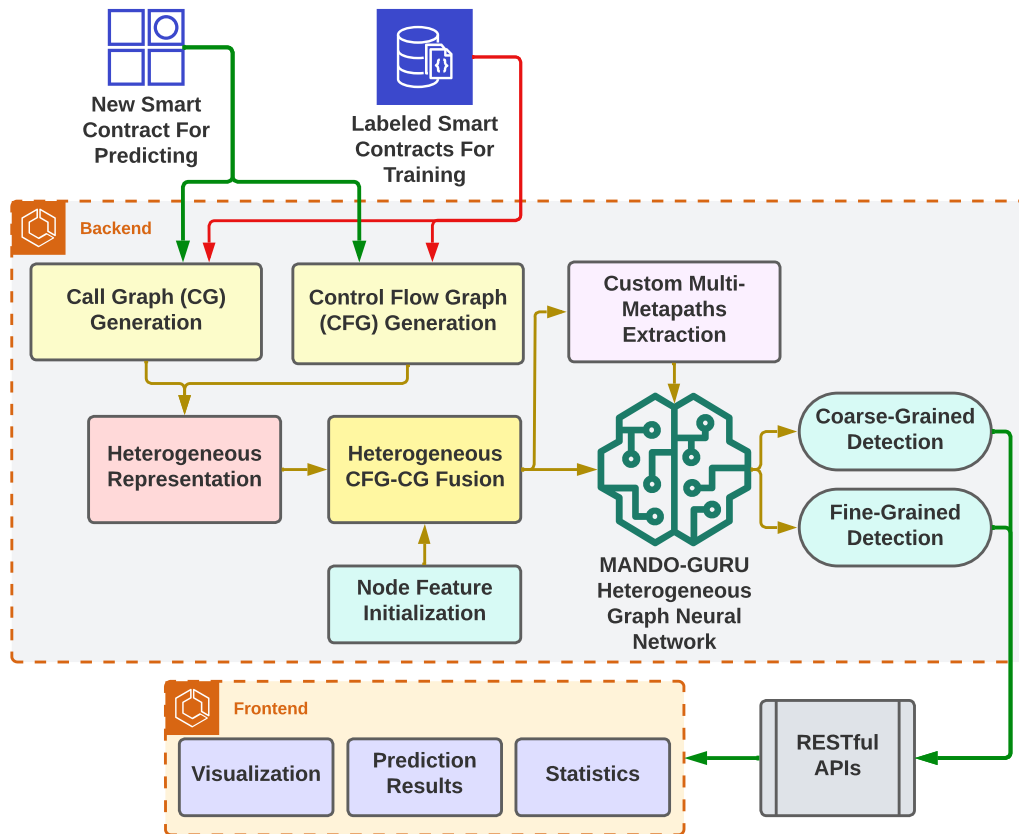 New Smart
Contract For
Predicting
Labeled Smart
Contracts For
Training
Backend
Call Graph (CG)
Generation
Control Flow Graph
(CFG) Generation
Custom Multi-
Metapaths
Extraction
Heterogeneous
Representation
Heterogeneous
CFG-CG Fusion
Coarse-Grained
Detection
Fine-Grained
Detection
Node Feature
Initialization
MANDO-GURU
Heterogeneous
Graph Neural
Network
Frontend
Visualization
Prediction
Results
Statistics
RESTful
APIs